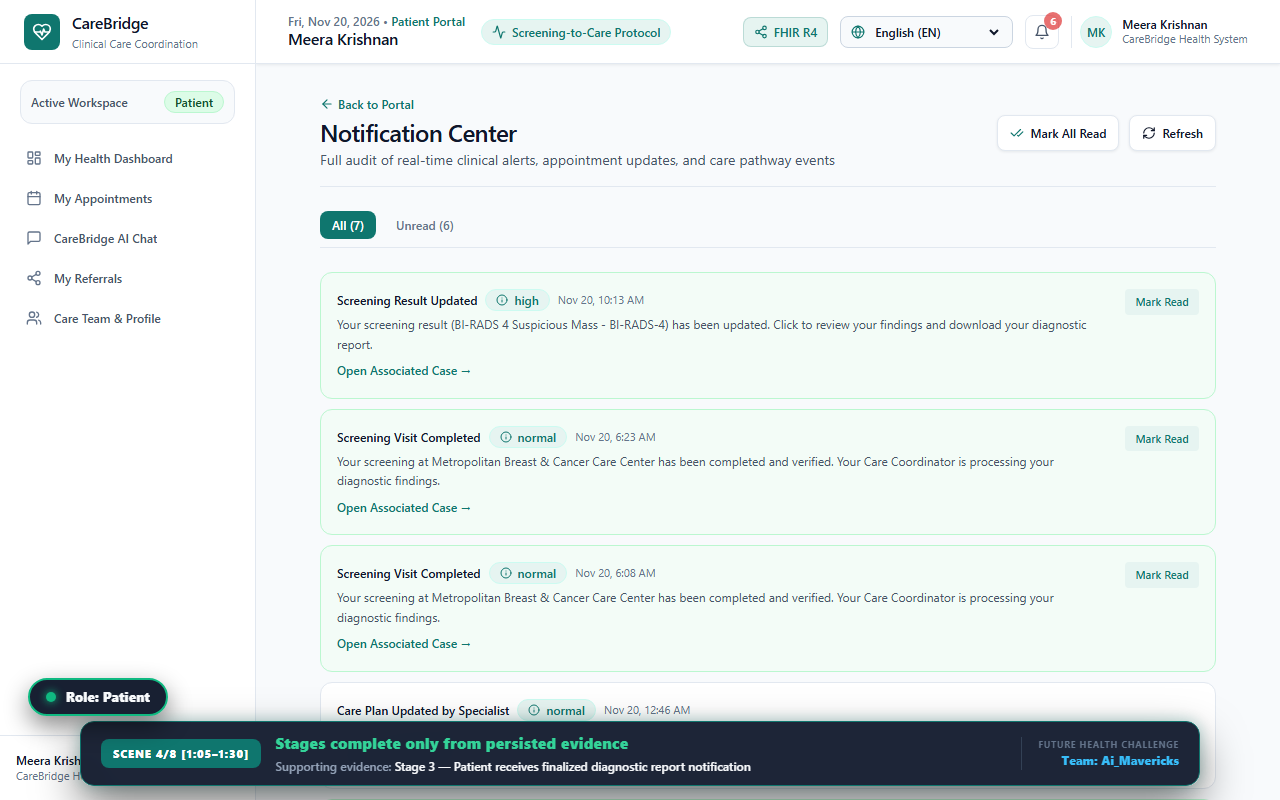 CareBridge
Clinical Care Coordination
Fri, Nov 20, 2026 • Patient Portal
Meera Krishnan
Screening-to-Care Protocol
FHIR R4
English (EN)
6
MK
Meera Krishnan
CareBridge Health System
Active Workspace
Patient
My Health Dashboard
My Appointments
CareBridge AI Chat
My Referrals
Care Team & Profile
← Back to Portal
Notification Center
Full audit of real-time clinical alerts, appointment updates, and care pathway events
Mark All Read
Refresh
All (7)
Unread (6)
Screening Result Updated high Nov 20, 10:13 AM
Mark Read
Your screening result (BI-RADS 4 Suspicious Mass - BI-RADS-4) has been updated. Click to review your findings and download your diagnostic
report.
Open Associated Case →
Screening Visit Completed normal Nov 20, 6:23 AM
Mark Read
Your screening at Metropolitan Breast & Cancer Care Center has been completed and verified. Your Care Coordinator is processing your
diagnostic findings.
Open Associated Case →
Screening Visit Completed normal Nov 20, 6:08 AM
Mark Read
Your screening at Metropolitan Breast & Cancer Care Center has been completed and verified. Your Care Coordinator is processing your
diagnostic findings.
Open Associated Case →
Care Plan Updated by Specialist normal Nov 20, 12:46 AM
Role: Patient
Meera
CareBridge
SCENE 4/8 [1:05–1:30]
Stages complete only from persisted evidence
Supporting evidence: Stage 3 — Patient receives finalized diagnostic report notification
FUTURE HEALTH CHALLENGE
Team: Ai_Mavericks